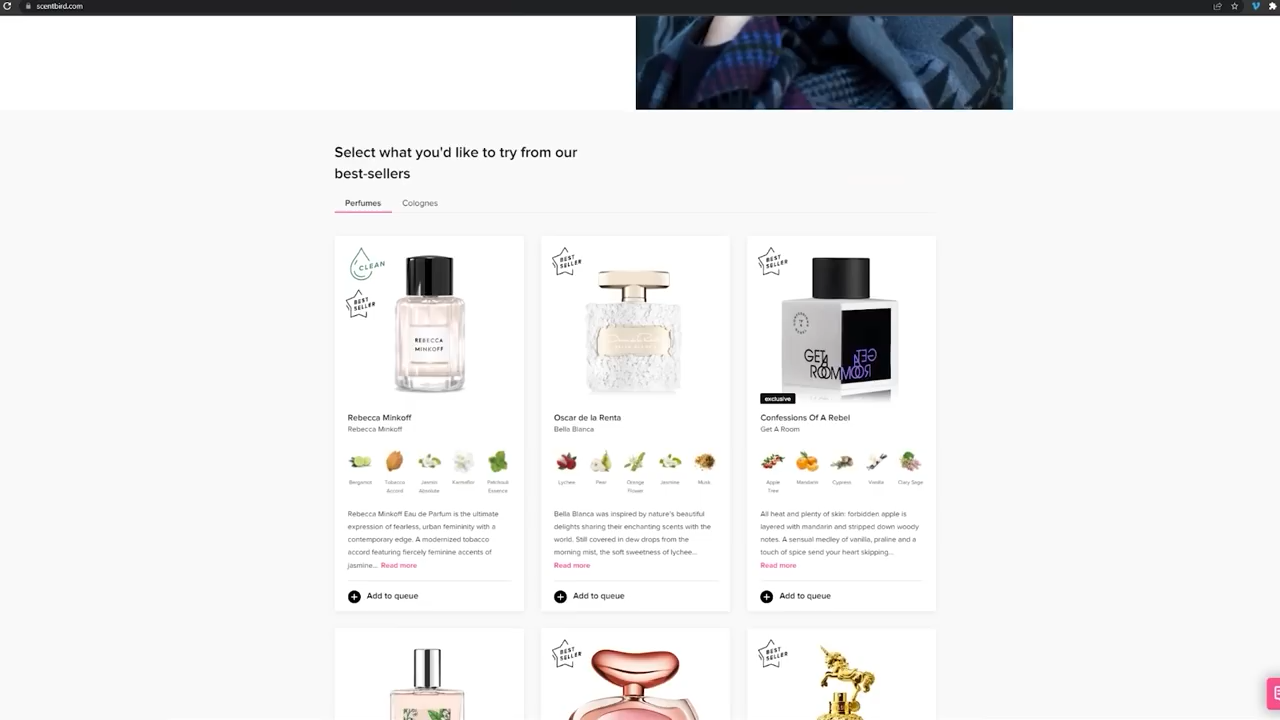 scentbird.com
Select what you'd like to try from our
best-sellers
Perfumes
Colognes
CLEAN
BEST
SELLER
REBECCA
MINKOFF
Rebecca Minkoff
Rebecca Minkoff
Bergamot
Tobacco
Accord
Jasmin
Absolute
Patchouli
Essence
Rebecca Minkoff Eau de Parfum is the ultimate
expression of fearless, urban femininity with a
contemporary edge. A modernized tobacco
accord featuring fiercely feminine accents of
jasmine... Read more
Add to queue
BEST
SELLER
Oscar de la Renta
Bella Blanca
Lychee
Pear
Orange
Flower
Jasmine
Musk
Bella Blanca was inspired by nature's beautiful
delights sharing their enchanting scents with the
world. Still covered in dew drops from the
morning mist, the soft sweetness of lychee...
Read more
Add to queue
BEST
SELLER
GET A
ROOM
exclusive
Confessions Of A Rebel
Get A Room
Apple
Tree
Mandarin
Cypress
Vanilla
Clary Sage
All heat and plenty of skin: forbidden apple is
layered with mandarin and stripped down woody
notes. A sensual medley of vanilla, praline and a
touch of spice send your heart skipping...
Read more
Add to queue
BEST
SELLER
BEST
SELLER